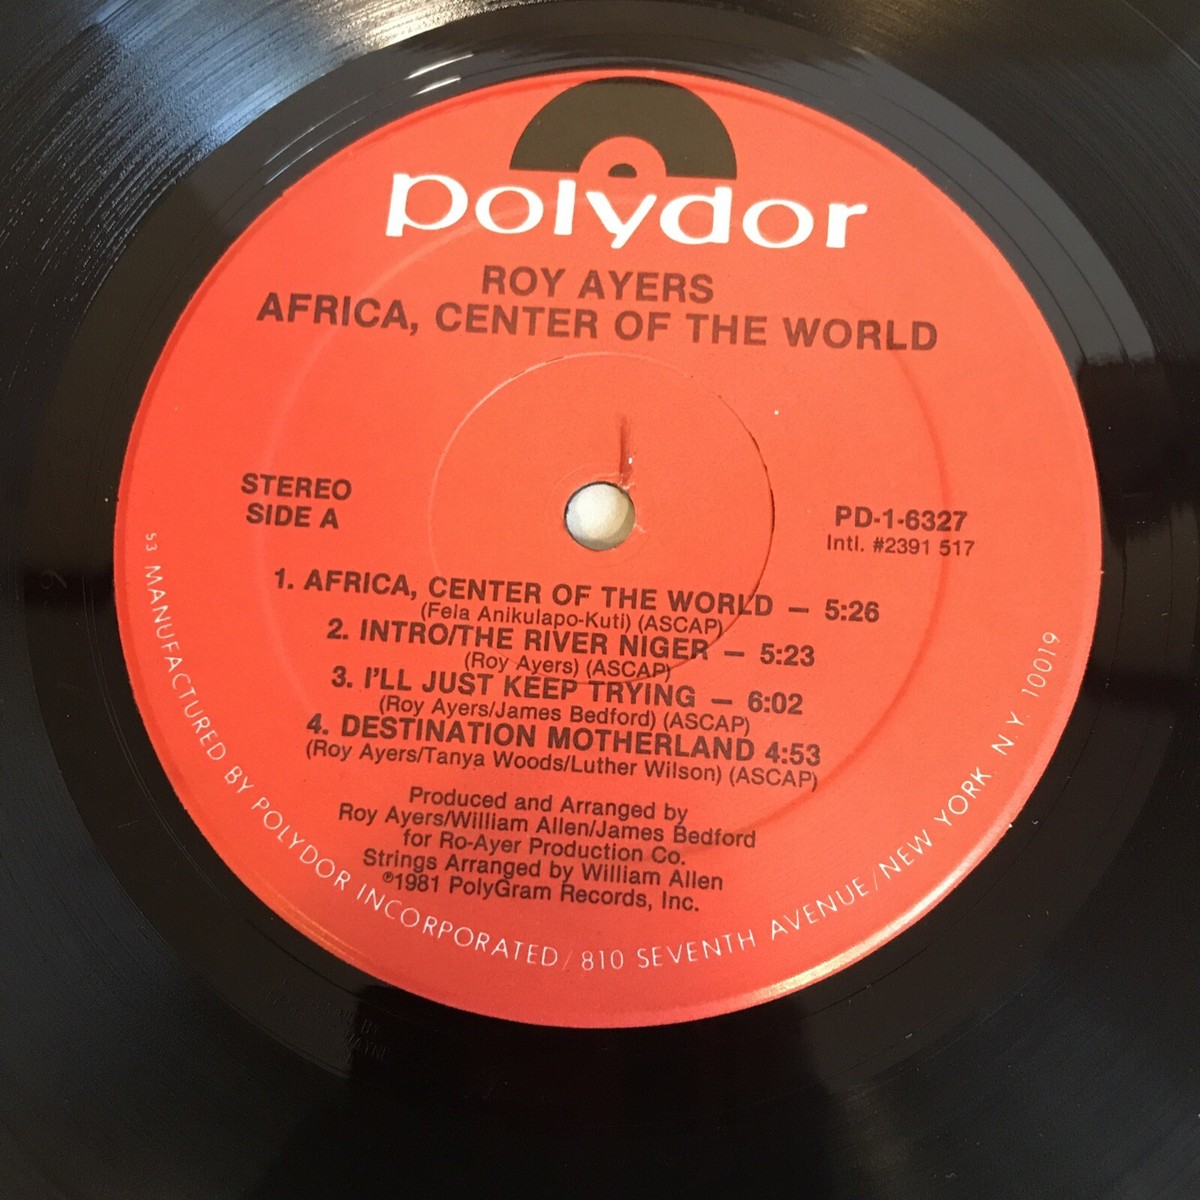 polydor
ROY AYERS
AFRICA, CENTER OF THE WORLD
STEREO
SIDE A
PD-1-6327
Intl. #2391 517
1. AFRICA, CENTER OF THE WORLD — 5:26
(Fela Anikulapo-Kuti) (ASCAP)
2. INTRO/THE RIVER NIGER — 5:23
(Roy Ayers) (ASCAP)
3. I'LL JUST KEEP TRYING — 6:02
(Roy Ayers/James Bedford) (ASCAP)
4. DESTINATION MOTHERLAND 4:53
(Roy Ayers/Tanya Woods/Luther Wilson) (ASCAP)
Produced and Arranged by
Roy Ayers/William Allen/James Bedford
for Ro-Ayer Production Co.
Strings Arranged by William Allen
℗1981 PolyGram Records, Inc.
53 MANUFACTURED BY POLYDOR INCORPORATED/810 SEVENTH AVENUE/NEW YORK N.Y. 10019